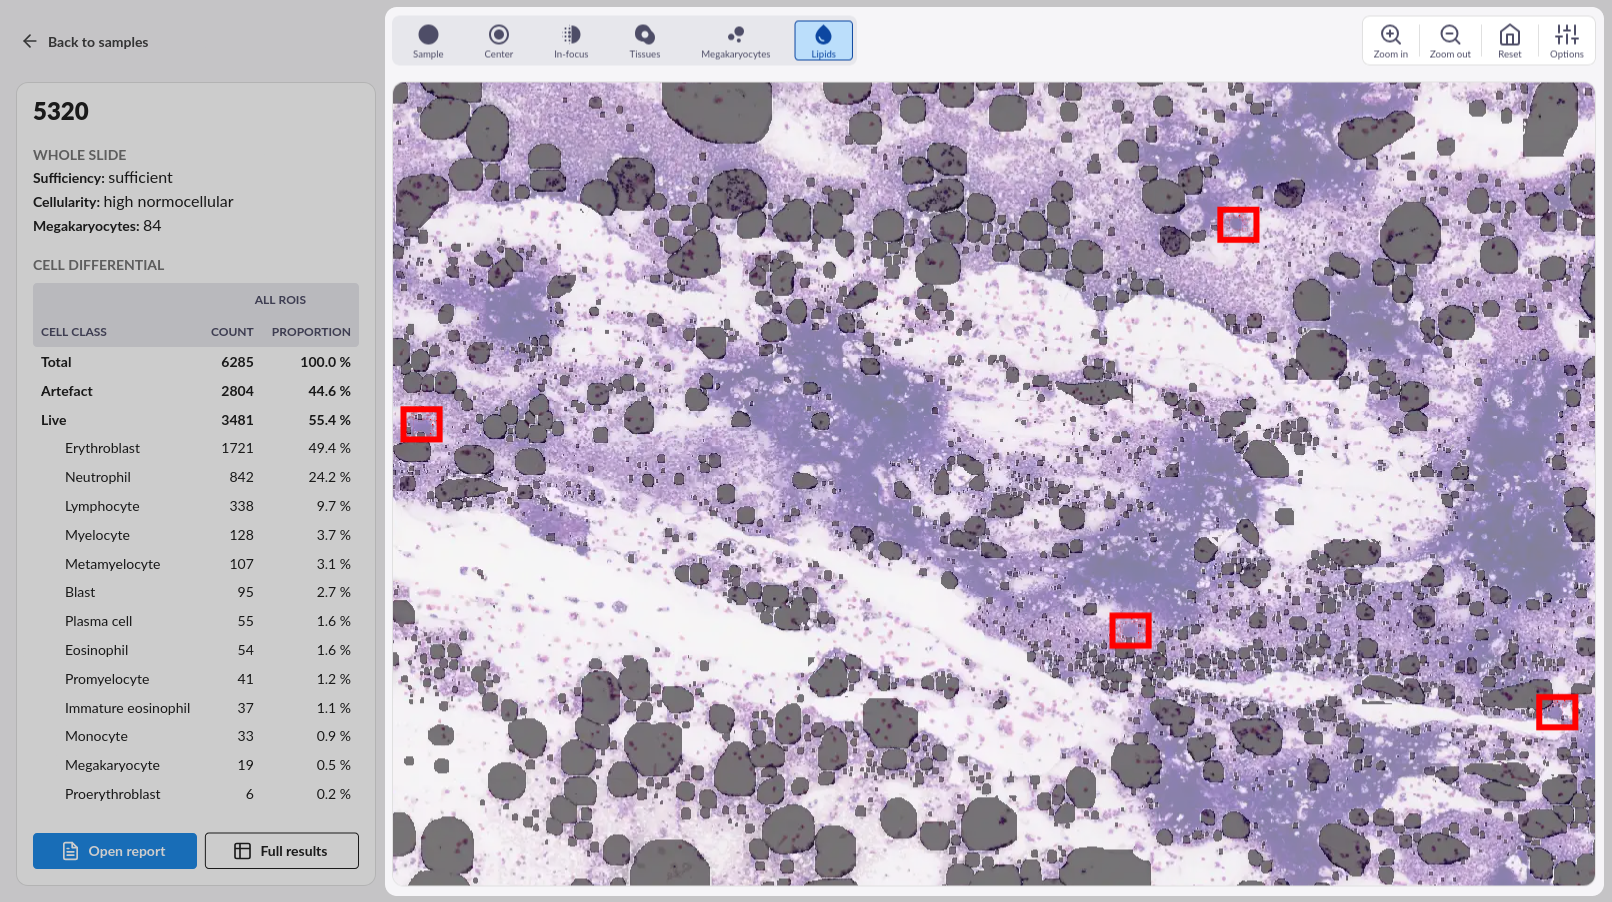 Back to samples
Sample Center In-focus Tissues Megakaryocytes Lipids
Zoom in Zoom out Reset Options
5320
WHOLE SLIDE
Sufficiency: sufficient
Cellularity: high normocellular
Megakaryocytes: 84
CELL DIFFERENTIAL
ALL ROIS
CELL CLASS COUNT PROPORTION
Total 6285 100.0 %
Artefact 2804 44.6 %
Live 3481 55.4 %
Erythroblast 1721 49.4 %
Neutrophil 842 24.2 %
Lymphocyte 338 9.7 %
Myelocyte 128 3.7 %
Metamyelocyte 107 3.1 %
Blast 95 2.7 %
Plasma cell 55 1.6 %
Eosinophil 54 1.6 %
Promyelocyte 41 1.2 %
Immature eosinophil 37 1.1 %
Monocyte 33 0.9 %
Megakaryocyte 19 0.5 %
Proerythroblast 6 0.2 %
Open report Full results